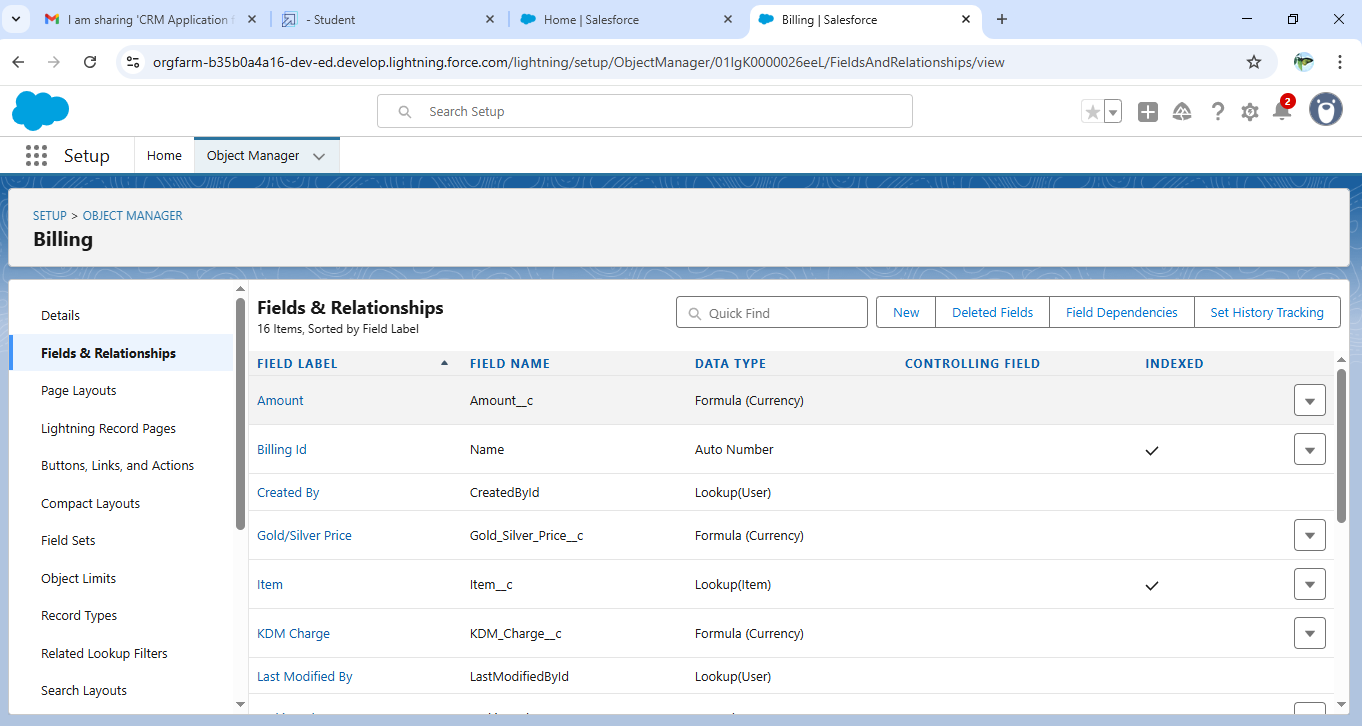 I am sharing 'CRM Application f
- Student
Home | Salesforce
Billing | Salesforce
orgfarm-b35b0a4a16-dev-ed.develop.lightning.force.com/lightning/setup/ObjectManager/01IgK0000026eeL/FieldsAndRelationships/view
Search Setup
2
Setup
Home
Object Manager
SETUP > OBJECT MANAGER
Billing
Details
Fields & Relationships
Page Layouts
Lightning Record Pages
Buttons, Links, and Actions
Compact Layouts
Field Sets
Object Limits
Record Types
Related Lookup Filters
Search Layouts
Fields & Relationships
16 Items, Sorted by Field Label
Quick Find
New
Deleted Fields
Field Dependencies
Set History Tracking
FIELD LABEL FIELD NAME DATA TYPE CONTROLLING FIELD INDEXED
Amount Amount__c Formula (Currency)
Billing Id Name Auto Number
Created By CreatedById Lookup(User)
Gold/Silver Price Gold_Silver_Price__c Formula (Currency)
Item Item__c Lookup(Item)
KDM Charge KDM_Charge__c Formula (Currency)
Last Modified By LastModifiedById Lookup(User)